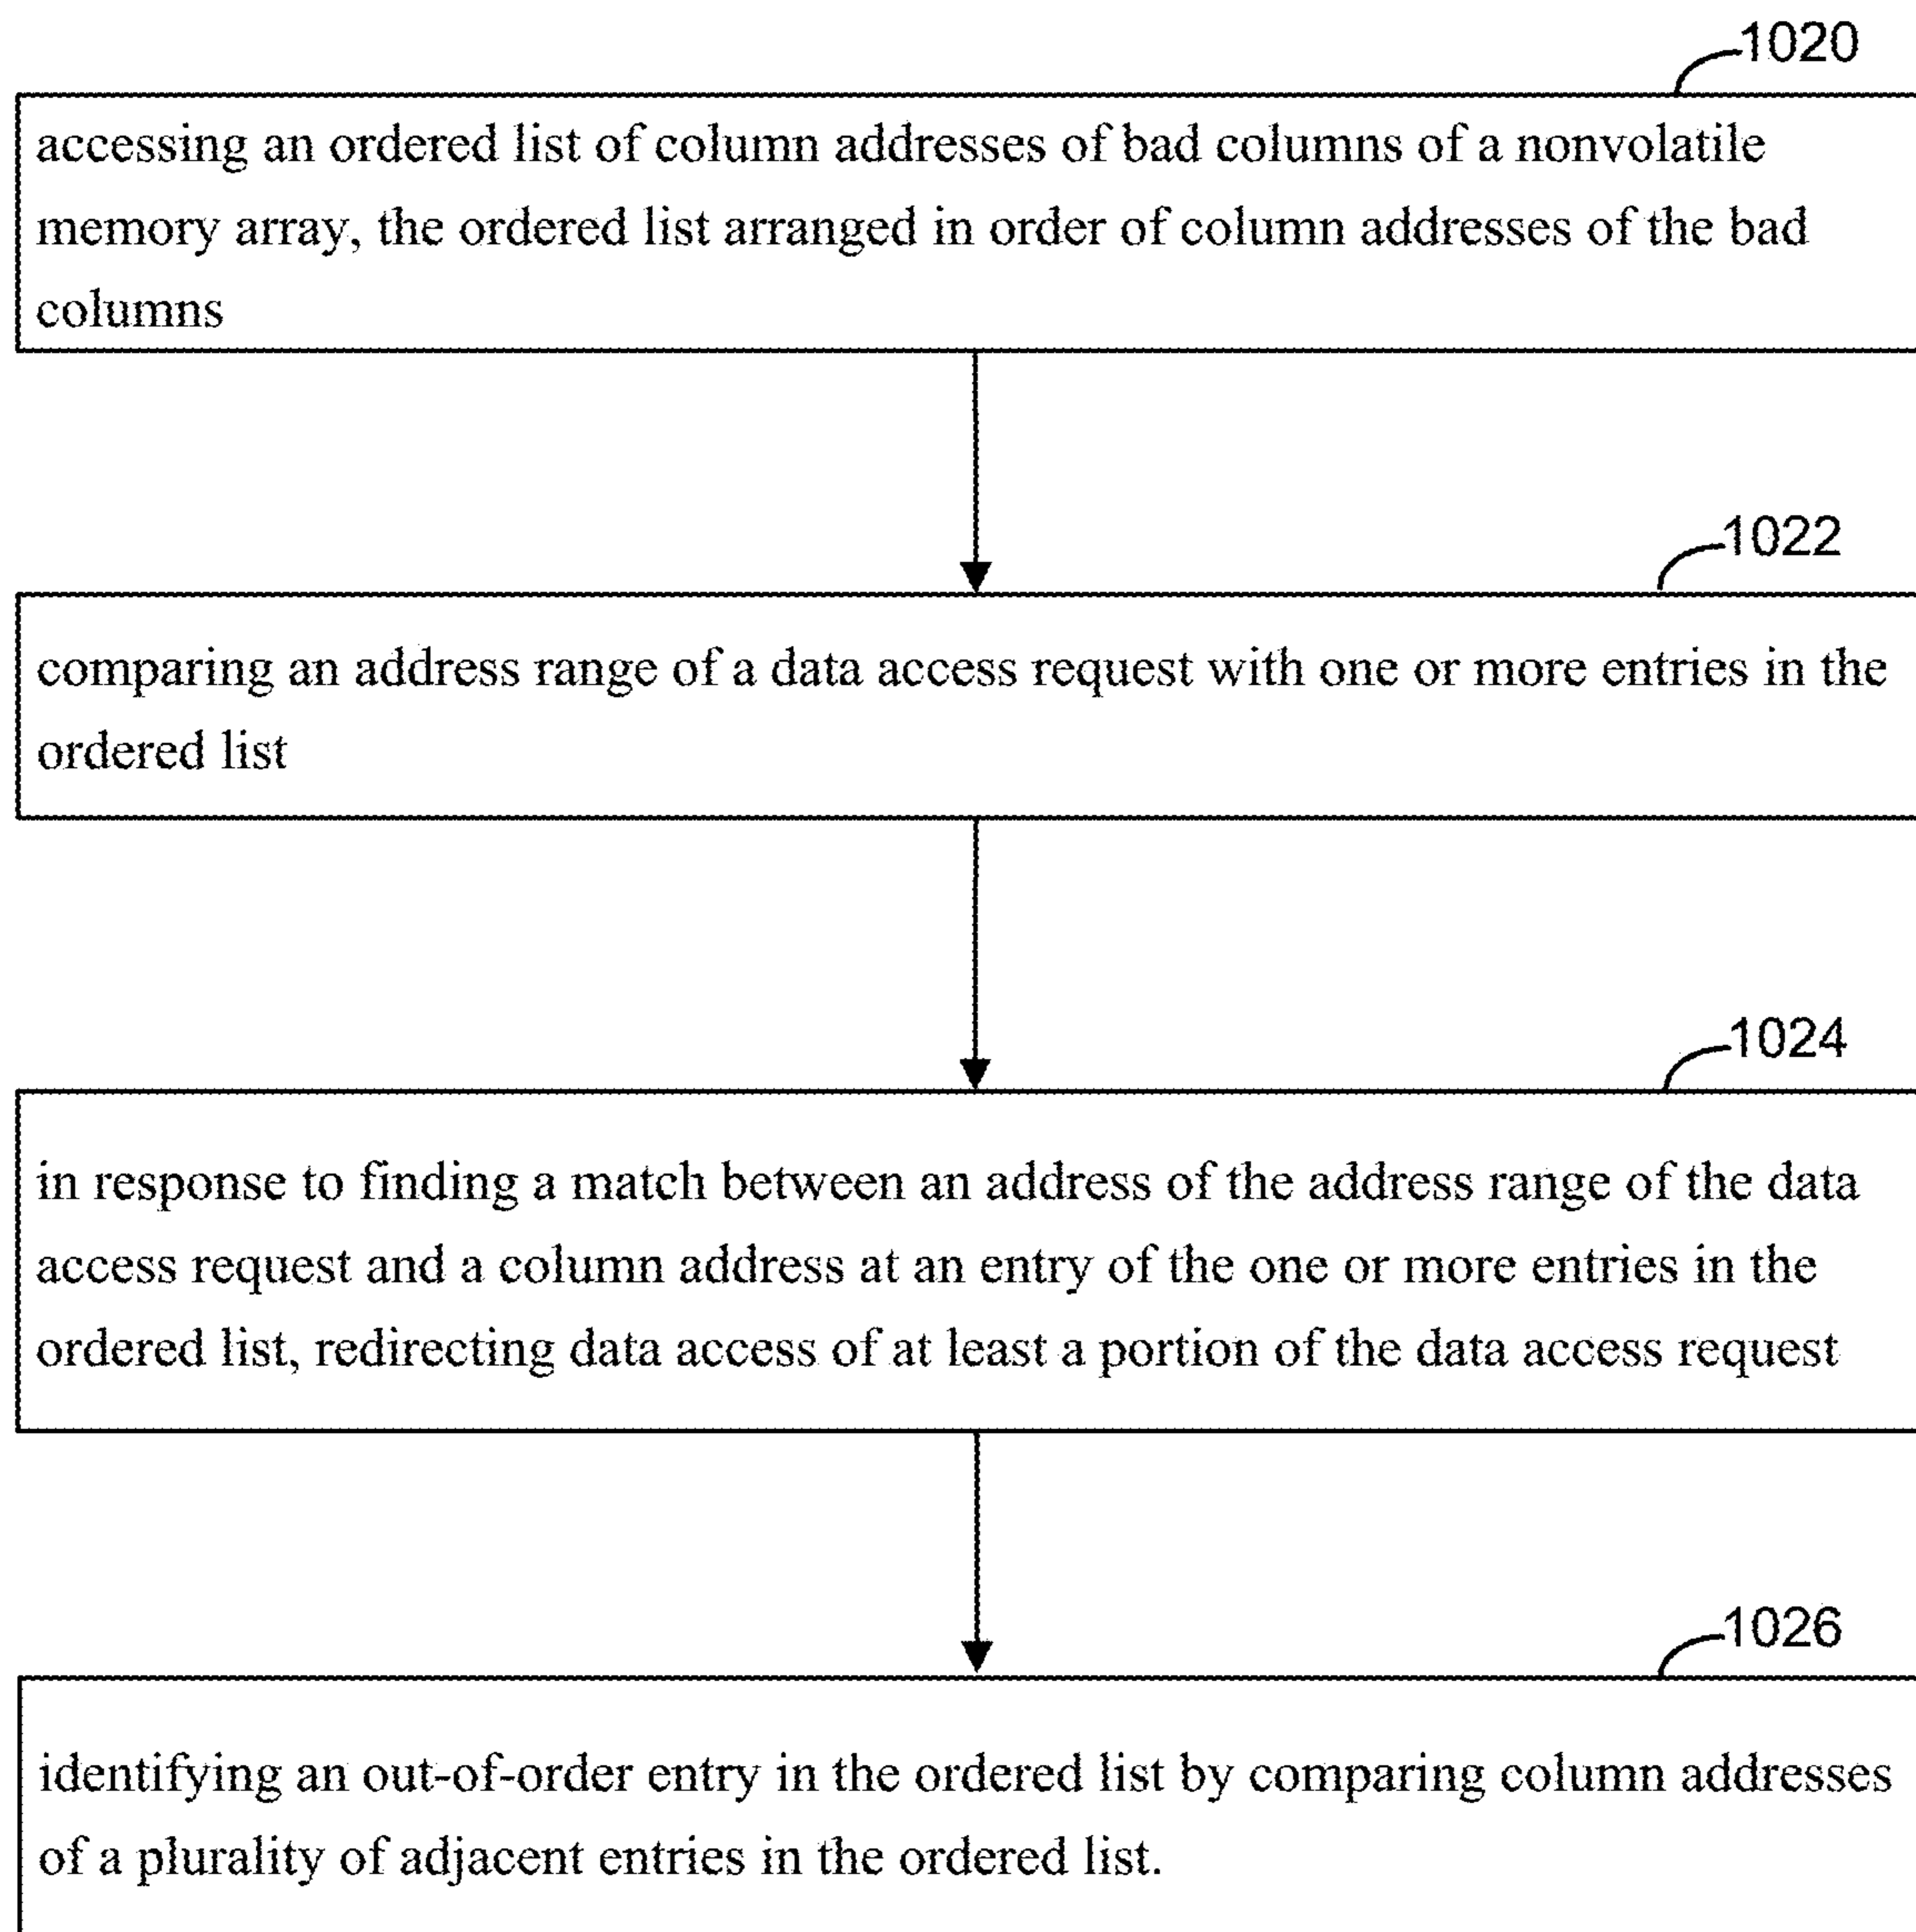 1020
accessing an ordered list of column addresses of bad columns of a nonvolatile
memory array, the ordered list arranged in order of column addresses of the bad
columns
1022
comparing an address range of a data access request with one or more entries in the
ordered list
1024
in response to finding a match between an address of the address range of the data
access request and a column address at an entry of the one or more entries in the
ordered list, redirecting data access of at least a portion of the data access request
1026
identifying an out-of-order entry in the ordered list by comparing column addresses
of a plurality of adjacent entries in the ordered list.